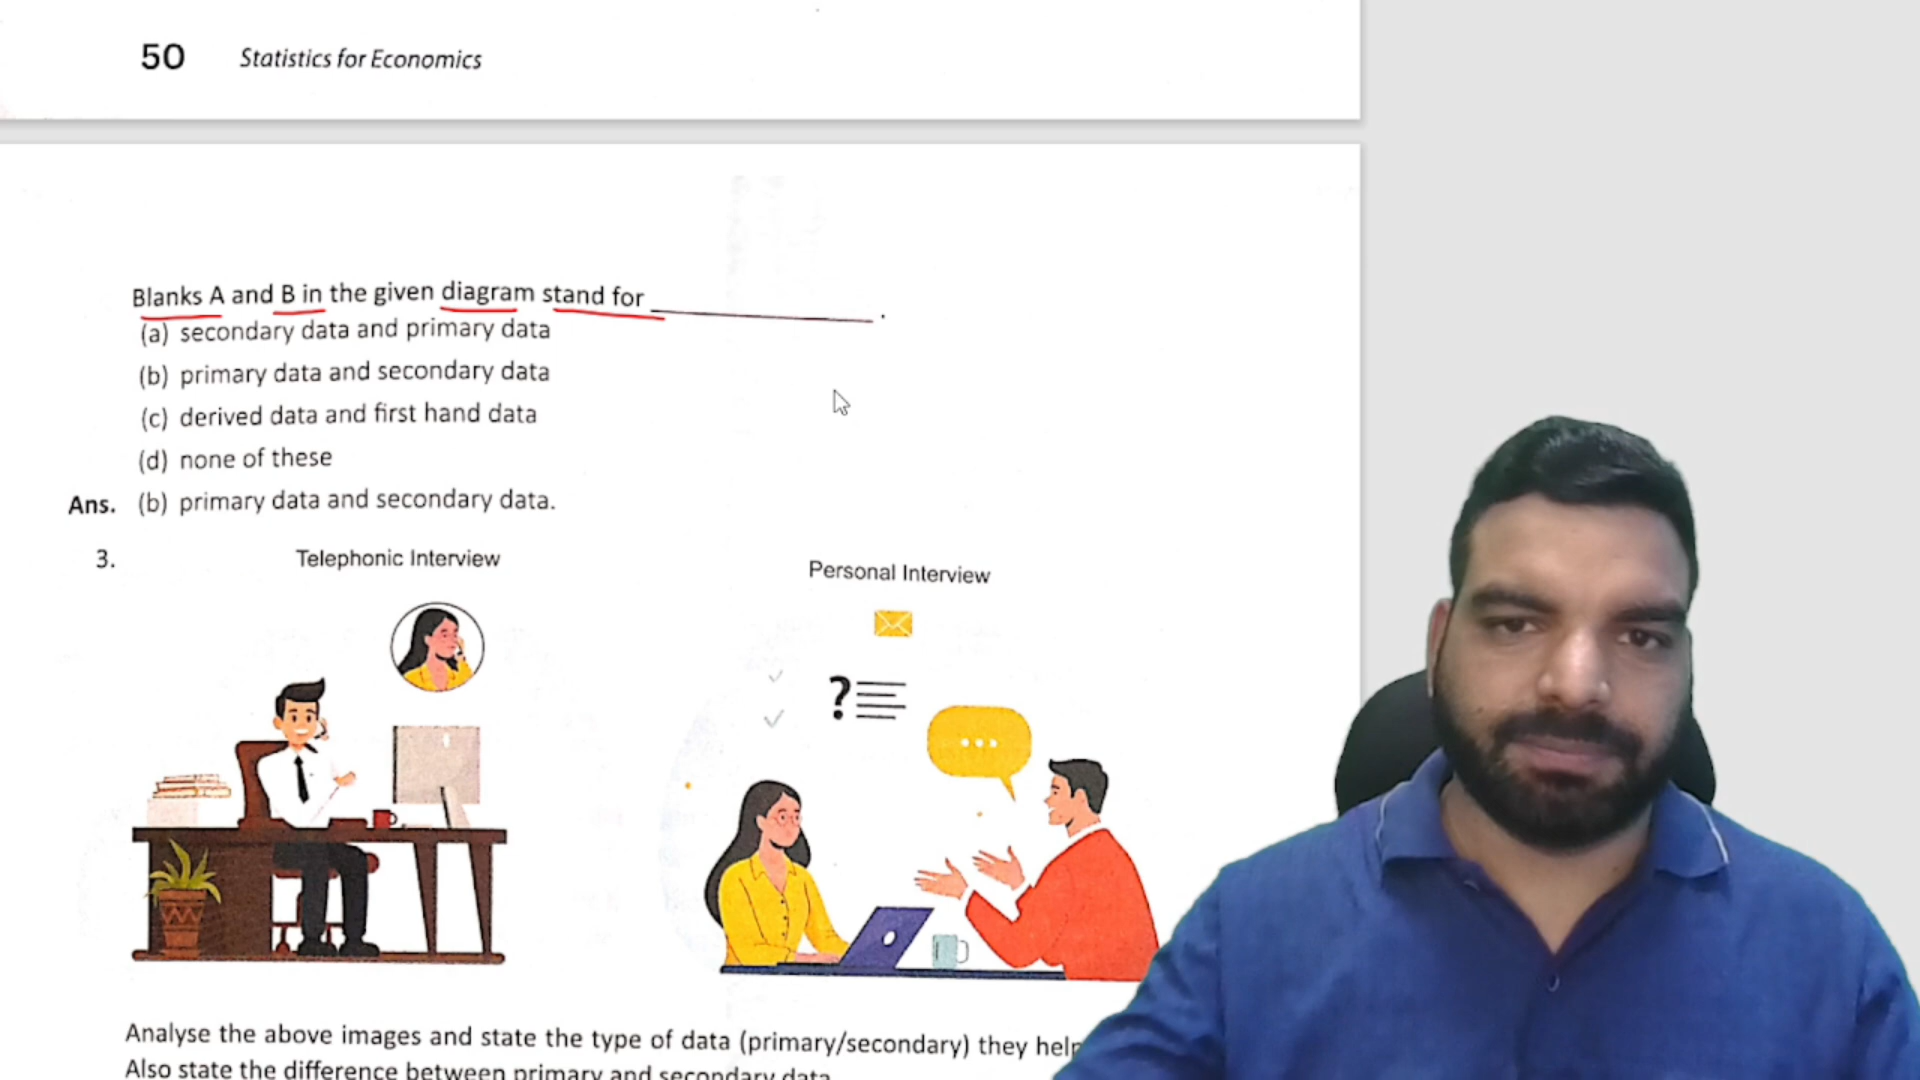 50 Statistics for Economics
Blanks A and B in the given diagram stand for ____________.
(a) secondary data and primary data
(b) primary data and secondary data
(c) derived data and first hand data
(d) none of these
Ans. (b) primary data and secondary data.
3.
Telephonic Interview
Personal Interview
?
Analyse the above images and state the type of data (primary/secondary) they
Also state the difference between primary and secondary data